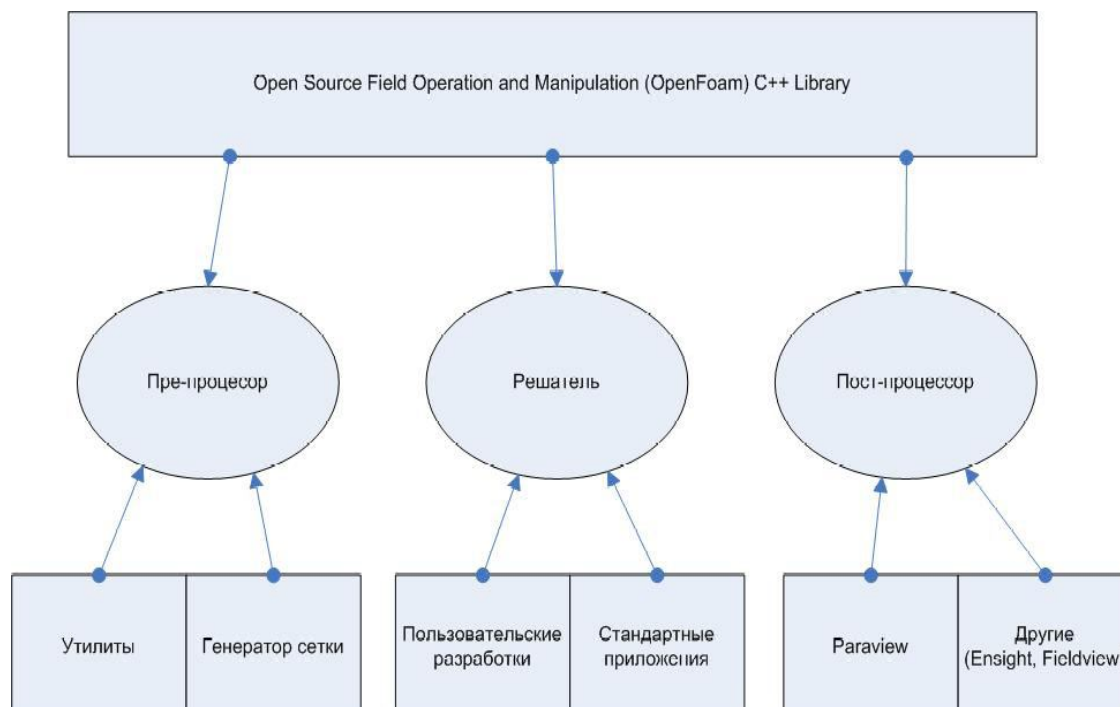 Open Source Field Operation and Manipulation (OpenFoam) C++ Library
Пре-процесор
Решатель
Пост-процессор
Утилиты
Генератор сетки
Пользовательские
разработки
Стандартные
приложения
Paraview
Другие
(Ensight, Fieldview